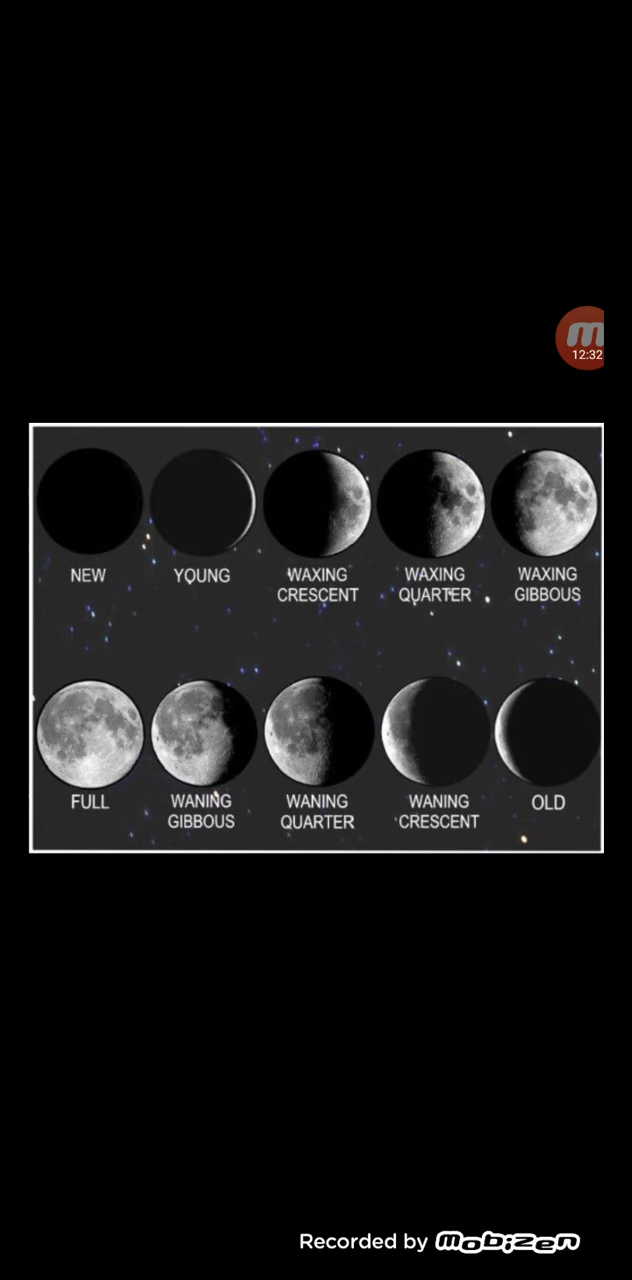 m
12:32
NEW
YOUNG
WAXING
CRESCENT
WAXING
QUARTER
WAXING
GIBBOUS
FULL
WANING
GIBBOUS
WANING
QUARTER
WANING
CRESCENT
OLD
Recorded by mobizen